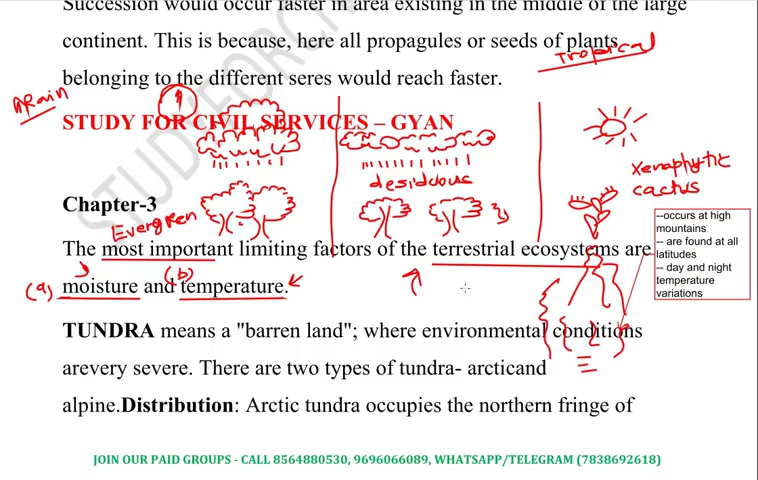 Succession would occur faster in area existing in the middle of the large
continent. This is because, here all propagules or seeds of plants
Tropical
belonging to the different seres would reach faster.
STUDY FOR CIVIL SERVICES – GYAN
desiduous
Xeraphytic
cactus
Chapter-3
Evergren
The most important limiting factors of the terrestrial ecosystems are
(a) moisture and (b) temperature.
--occurs at high
mountains
-- are found at all
latitudes
-- day and night
temperature
variations
TUNDRA means a "barren land"; where environmental conditions
arevery severe. There are two types of tundra- arcticand
alpine.Distribution: Arctic tundra occupies the northern fringe of
JOIN OUR PAID GROUPS - CALL 8564880530, 9696066089, WHATSAPP/TELEGRAM (7838692618)